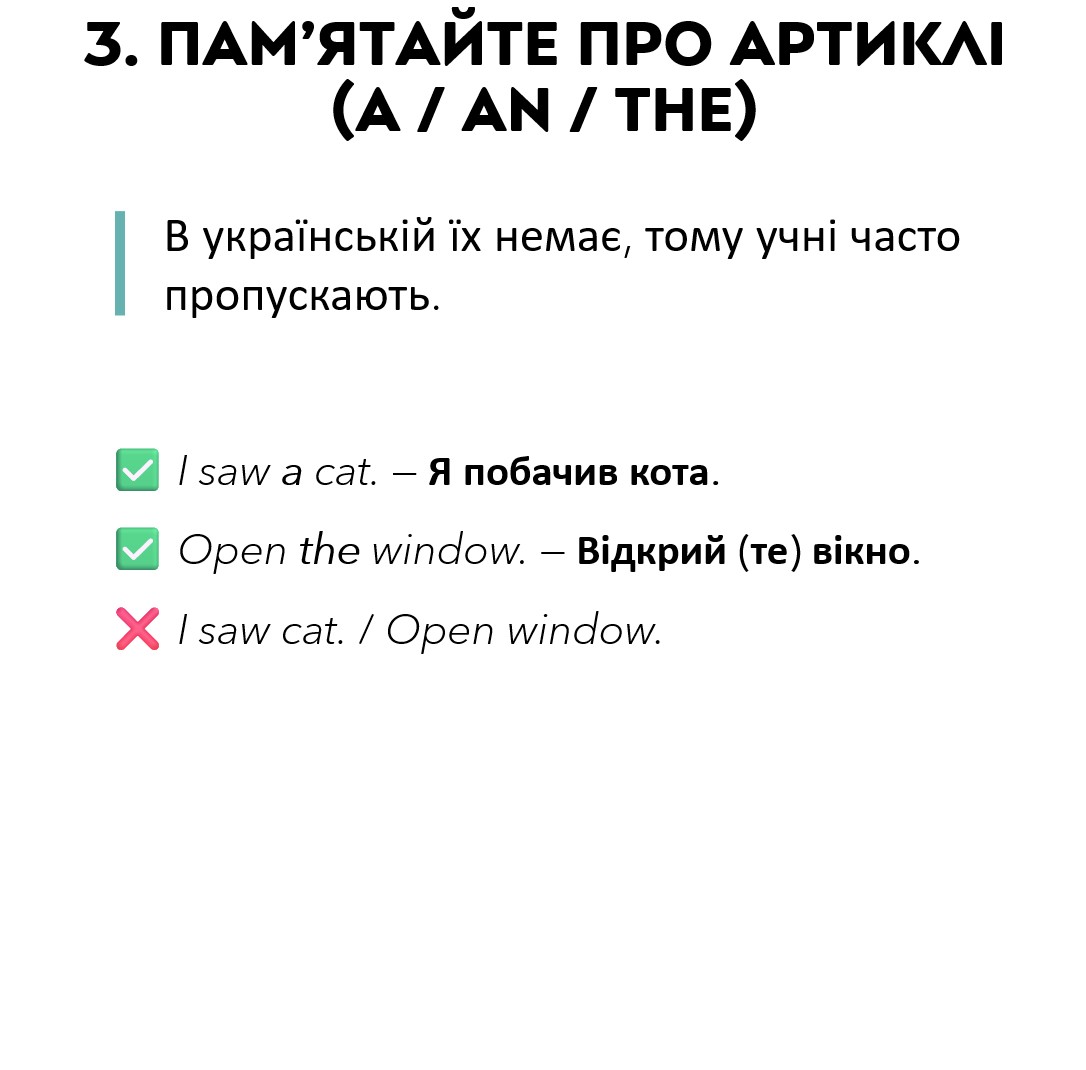 3. ПАМ’ЯТАЙТЕ ПРО АРТИКЛІ
(A / AN / THE)
В українській їх немає, тому учні часто
пропускають.
✅ I saw a cat. – Я побачив кота.
✅ Open the window. – Відкрий (те) вікно.
❌ I saw cat. / Open window.